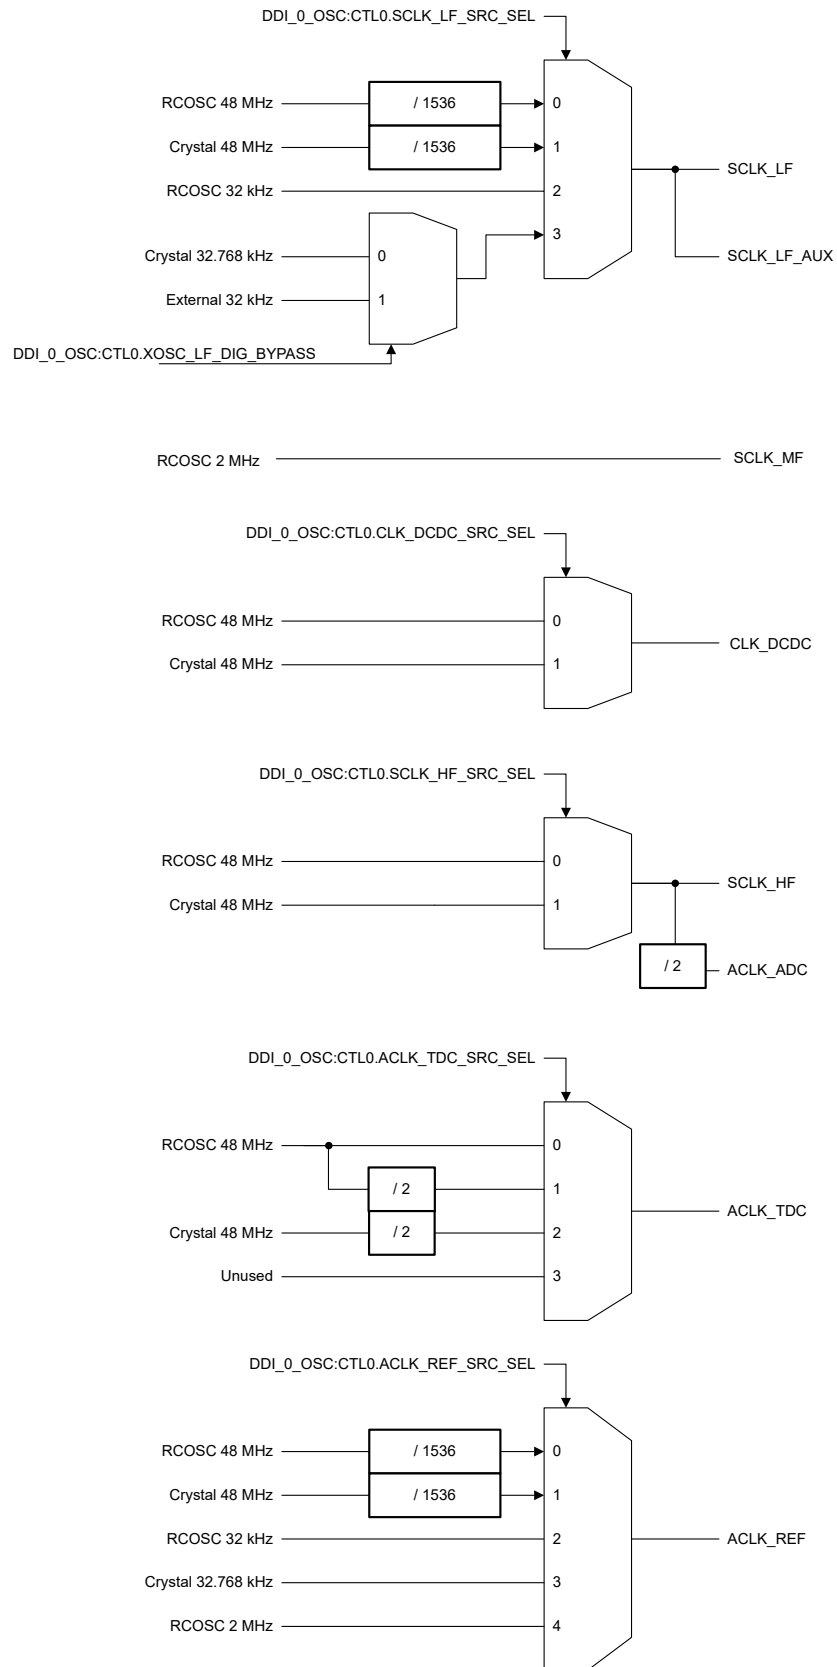 DDI_0_OSC:CTL0.SCLK_LF_SRC_SEL
RCOSC 48 MHz
/ 1536
0
Crystal 48 MHz
/ 1536
1
SCLK_LF
RCOSC 32 kHz
2
3
Crystal 32.768 kHz
0
SCLK_LF_AUX
External 32 kHz
1
DDI_0_OSC:CTL0.XOSC_LF_DIG_BYPASS
RCOSC 2 MHz
SCLK_MF
DDI_0_OSC:CTL0.CLK_DCDC_SRC_SEL
RCOSC 48 MHz
0
CLK_DCDC
Crystal 48 MHz
1
DDI_0_OSC:CTL0.SCLK_HF_SRC_SEL
RCOSC 48 MHz
0
SCLK_HF
Crystal 48 MHz
1
/ 2
ACLK_ADC
DDI_0_OSC:CTL0.ACLK_TDC_SRC_SEL
RCOSC 48 MHz
0
/ 2
1
ACLK_TDC
Crystal 48 MHz
/ 2
2
Unused
3
DDI_0_OSC:CTL0.ACLK_REF_SRC_SEL
RCOSC 48 MHz
/ 1536
0
Crystal 48 MHz
/ 1536
1
RCOSC 32 kHz
2
ACLK_REF
Crystal 32.768 kHz
3
RCOSC 2 MHz
4